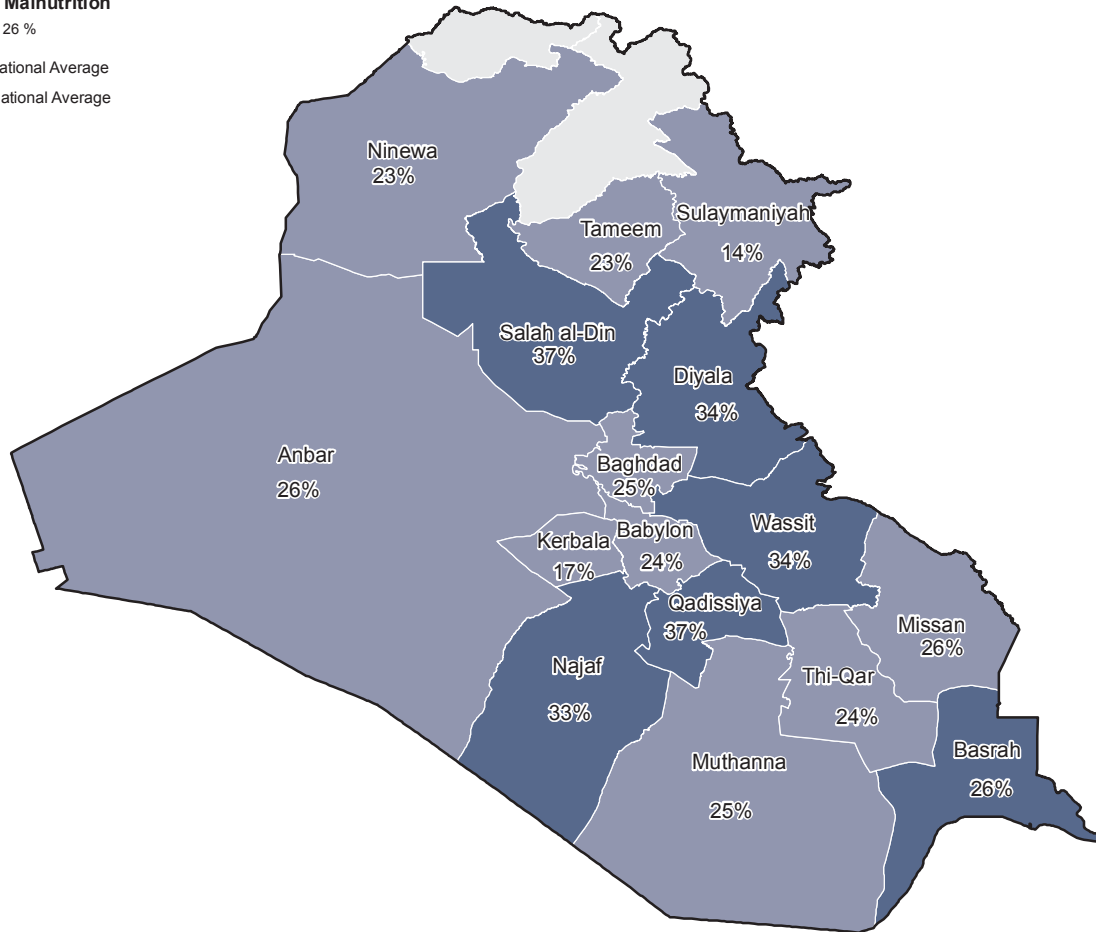 Malnutrition
26 %
ational Average
ational Average
Ninewa
23%
Sulaymaniyah
14%
Tameem
23%
Salah al-Din
37%
Diyala
34%
Anbar
26%
Baghdad
25%
Wassit
34%
Babylon
24%
Kerbala
17%
Qadissiya
37%
Missan
26%
Najaf
33%
Thi-Qar
24%
Basrah
26%
Muthanna
25%